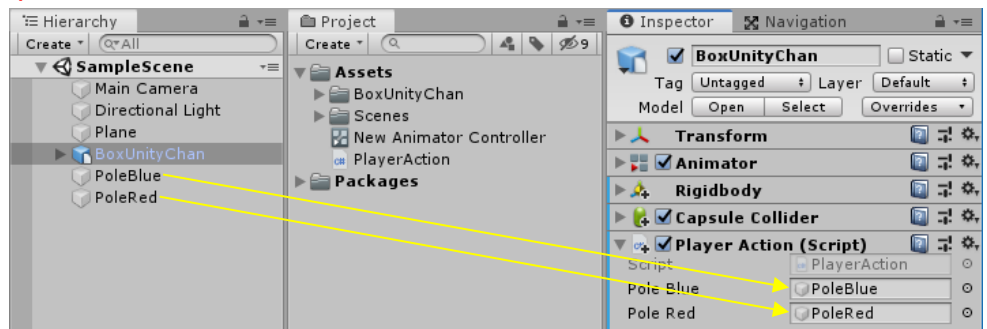 Hierarchy
Create
All
SampleScene
Main Camera
Directional Light
Plane
BoxUnityChan
PoleBlue
PoleRed
Project
Create
9
Assets
BoxUnityChan
Scenes
New Animator Controller
PlayerAction
Packages
Inspector
Navigation
BoxUnityChan
Static
Tag Untagged Layer Default
Model Open Select Overrides
Transform
Animator
Rigidbody
Capsule Collider
Player Action (Script)
Script PlayerAction
Pole Blue PoleBlue
Pole Red PoleRed